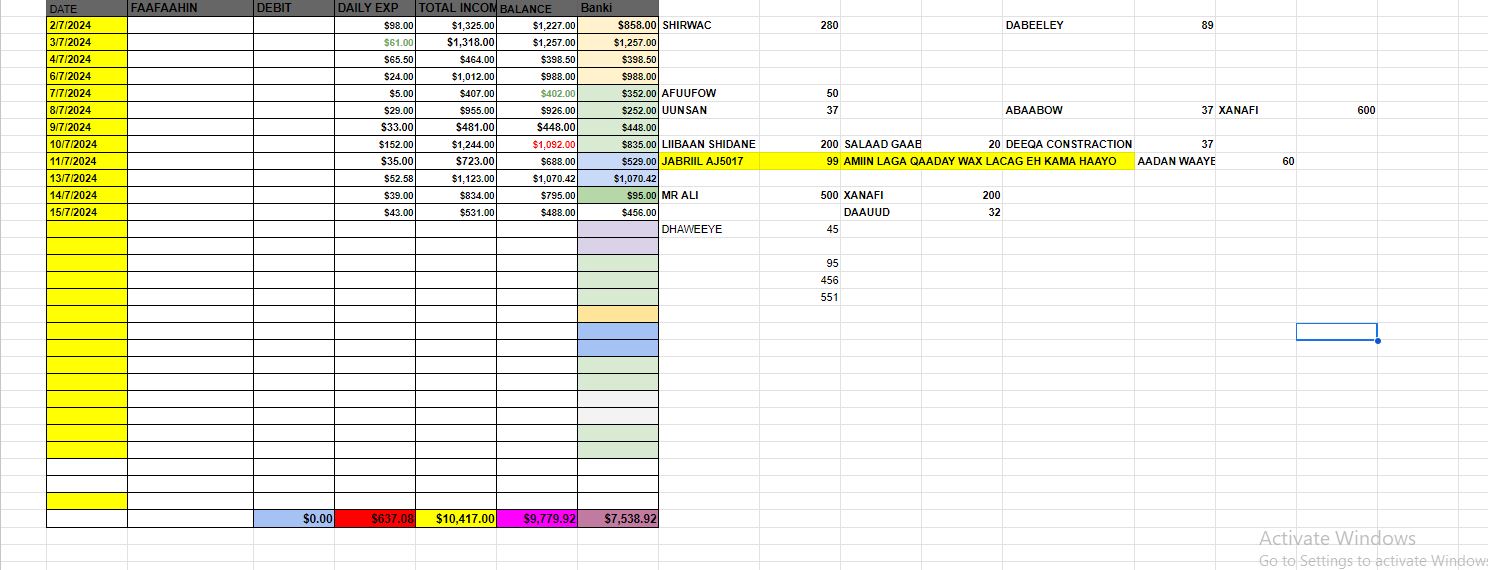 DATE FAAFAAHIN DEBIT DAILY EXP TOTAL INCOM BALANCE Banki
2/7/2024 $98.00 $1,325.00 $1,227.00 $858.00 SHIRWAC 280 DABEELEY 89
3/7/2024 $61.00 $1,318.00 $1,257.00 $1,257.00
4/7/2024 $65.50 $464.00 $398.50 $398.50
6/7/2024 $24.00 $1,012.00 $988.00 $988.00
7/7/2024 $5.00 $407.00 $402.00 $352.00 AFUUFOW 50
8/7/2024 $29.00 $955.00 $926.00 $252.00 UUNSAN 37 ABAABOW 37 XANAFI 600
9/7/2024 $33.00 $481.00 $448.00 $448.00
10/7/2024 $152.00 $1,244.00 $1,092.00 $835.00 LIIBAAN SHIDANE 200 SALAAD GAAB 20 DEEQA CONSTRACTION 37
11/7/2024 $35.00 $723.00 $688.00 $529.00 JABRIIL AJ5017 99 AMIIN LAGA QAADAY WAX LACAG EH KAMA HAAYO AADAN WAAYE 60
13/7/2024 $52.58 $1,123.00 $1,070.42 $1,070.42
14/7/2024 $39.00 $834.00 $795.00 $95.00 MR ALI 500 XANAFI 200
15/7/2024 $43.00 $531.00 $488.00 $456.00 DAAUUD 32
DHAWEEYE 45
95
456
551
$0.00 $637.08 $10,417.00 $9,779.92 $7,538.92
Activate Windows
Go to Settings to activate Windows